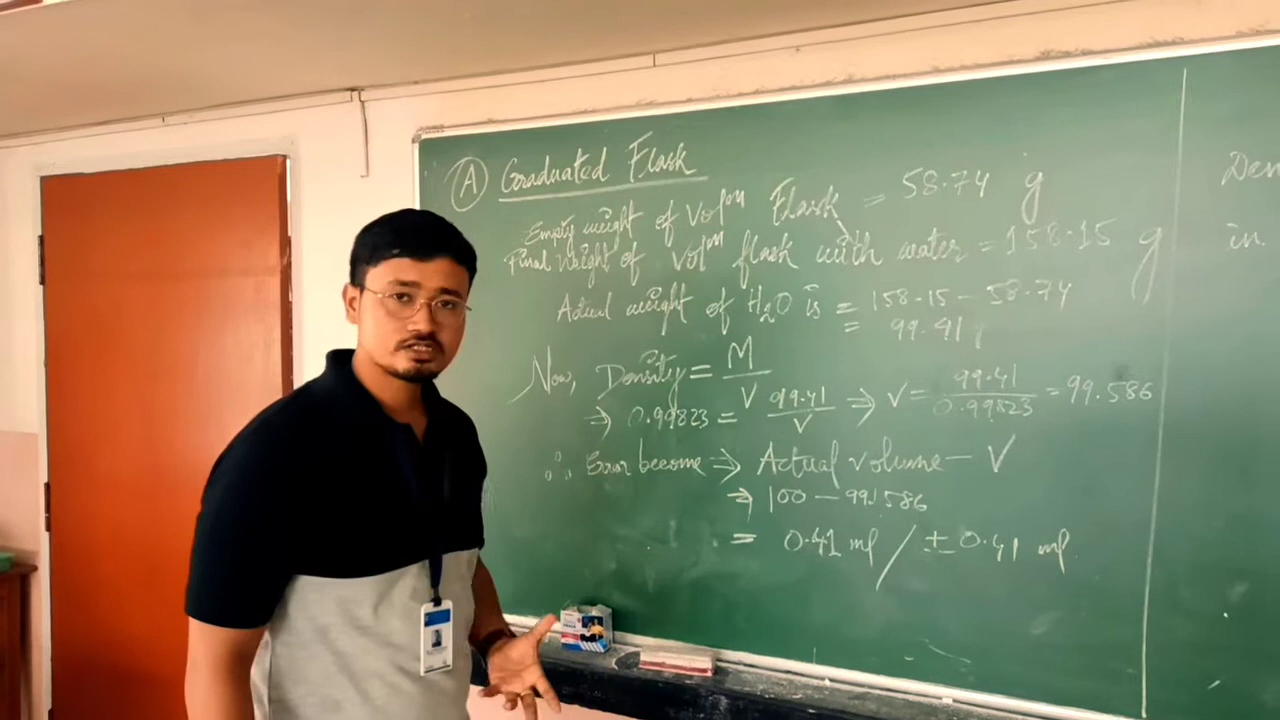 (A) Graduated Flask
Empty weight of Volᵘᵐ Flask = 58.74 g
Final Weight of Volᵘᵐ flask with water = 158.15 g
Actual weight of H₂O is = 158.15 - 58.74
= 99.41
Now, Density = M / V
⇒ 0.99823 = 99.41 / V ⇒ V = 99.41 / 0.99823 = 99.586
∴ Error become ⇒ Actual volume - V
⇒ 100 - 99.586
= 0.41 ml / ± 0.41 ml
Den
in